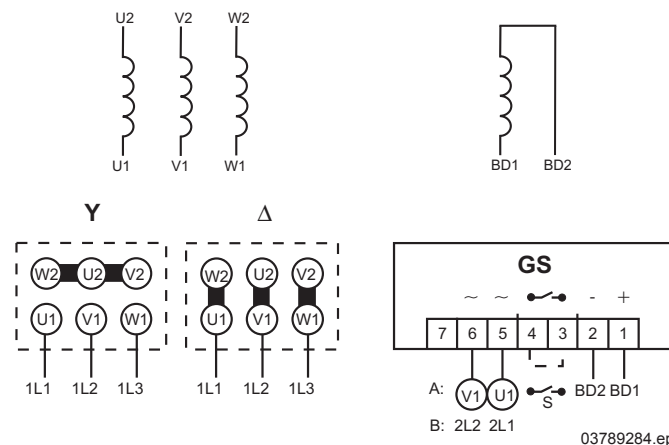 U2 V2 W2
U1 V1 W1
BD1 BD2
Y Δ
W2 U2 V2
U1 V1 W1
1L1 1L2 1L3
W2 U2 V2
U1 V1 W1
1L1 1L2 1L3
GS
~ ~ - +
7 6 5 4 3 2 1
A: V1 U1 S BD2 BD1
B: 2L2 2L1
03789284.ep